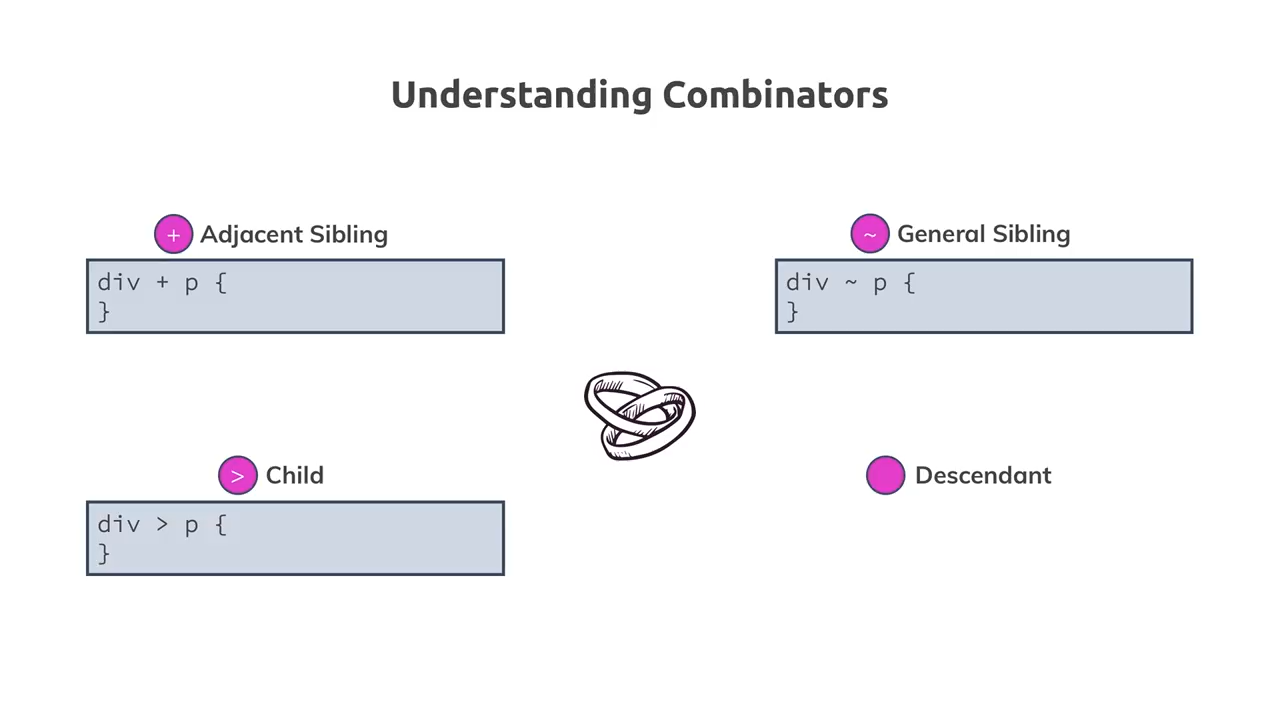 Understanding Combinators
+ Adjacent Sibling
div + p {
}
~ General Sibling
div ~ p {
}
> Child
div > p {
}
Descendant